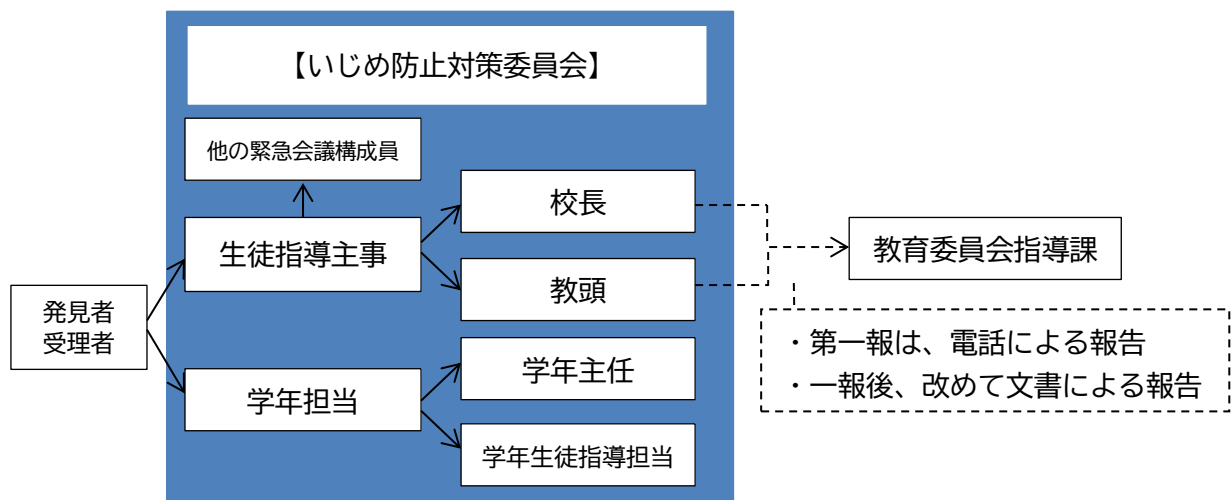 【いじめ防止対策委員会】
他の緊急会議構成員
校長
生徒指導主事
教育委員会指導課
教頭
発見者
受理者
・第一報は、電話による報告
・一報後、改めて文書による報告
学年主任
学年担当
学年生徒指導担当